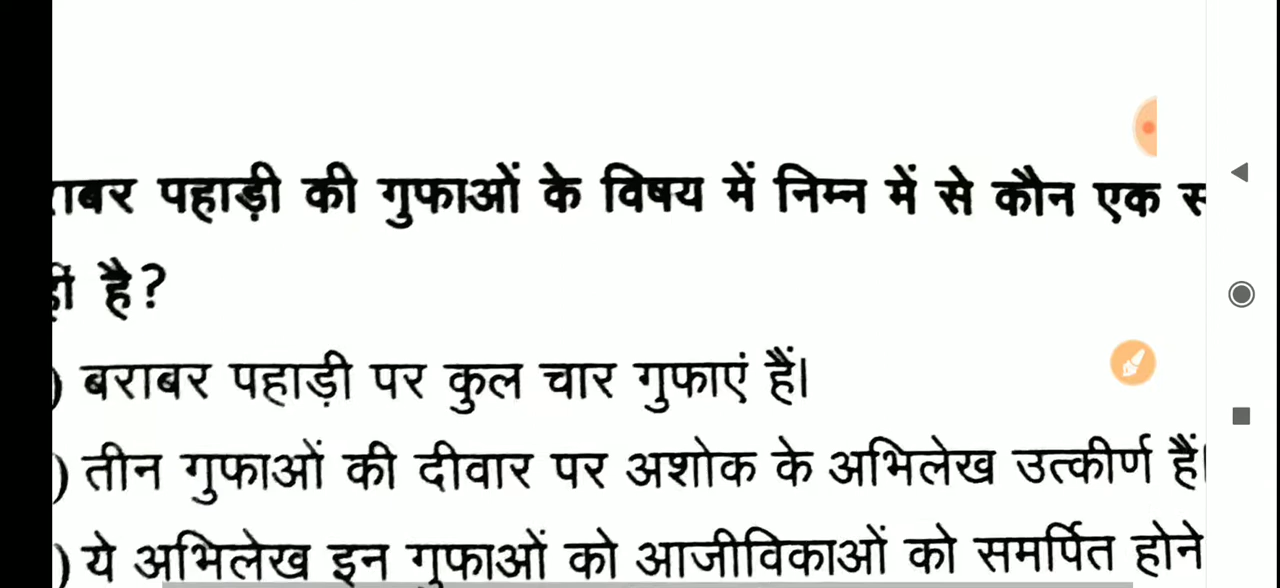 ाबर पहाड़ी की गुफाओं के विषय में निम्न में से कौन एक स
हीं है?
) बराबर पहाड़ी पर कुल चार गुफाएं हैं।
) तीन गुफाओं की दीवार पर अशोक के अभिलेख उत्कीर्ण हैं।
) ये अभिलेख इन गुफाओं को आजीविकाओं को समर्पित होने